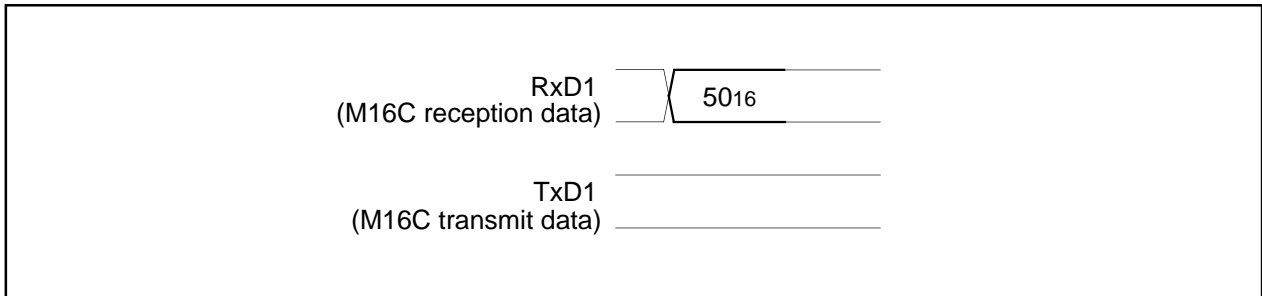 RxD1
(M16C reception data)
5016
TxD1
(M16C transmit data)